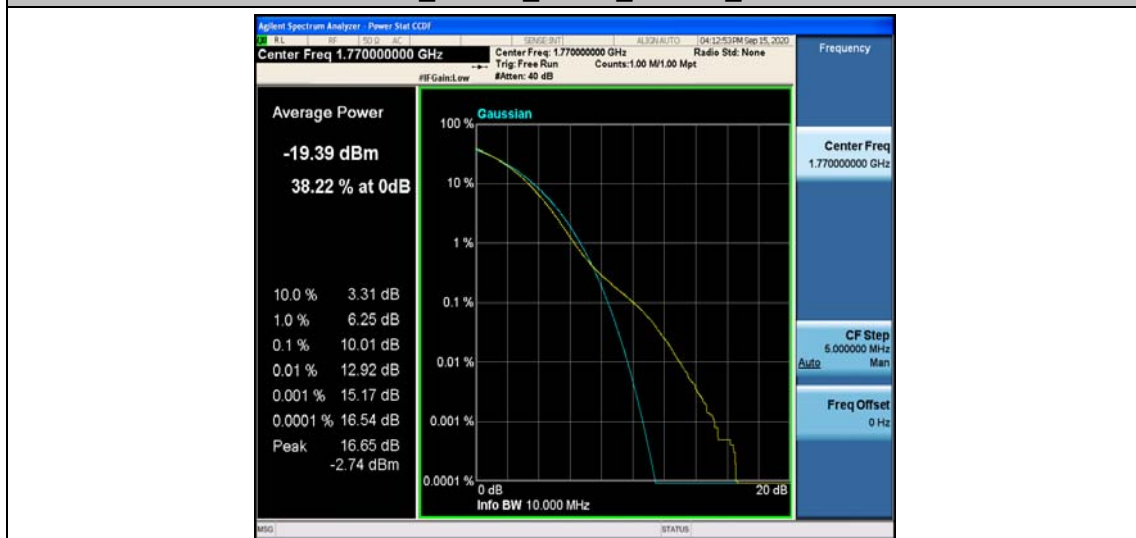 Agilent Spectrum Analyzer - Power Stat CCDF
RL RF 50 Ω AC SENSE:INT ALIGN AUTO 04:12:53 PM Sep 15, 2020
Center Freq 1.770000000 GHz
Center Freq: 1.770000000 GHz Radio Std: None
Trig: Free Run Counts:1.00 M/1.00 Mpt
#IFGain:Low #Atten: 40 dB
Frequency
Average Power
-19.39 dBm
38.22 % at 0dB
10.0 % 3.31 dB
1.0 % 6.25 dB
0.1 % 10.01 dB
0.01 % 12.92 dB
0.001 % 15.17 dB
0.0001 % 16.54 dB
Peak 16.65 dB
-2.74 dBm
Gaussian
100 %
10 %
1 %
0.1 %
0.01 %
0.001 %
0.0001 %
0 dB 20 dB
Info BW 10.000 MHz
Center Freq
1.770000000 GHz
CF Step
5.000000 MHz
Auto Man
Freq Offset
0 Hz
MSG STATUS